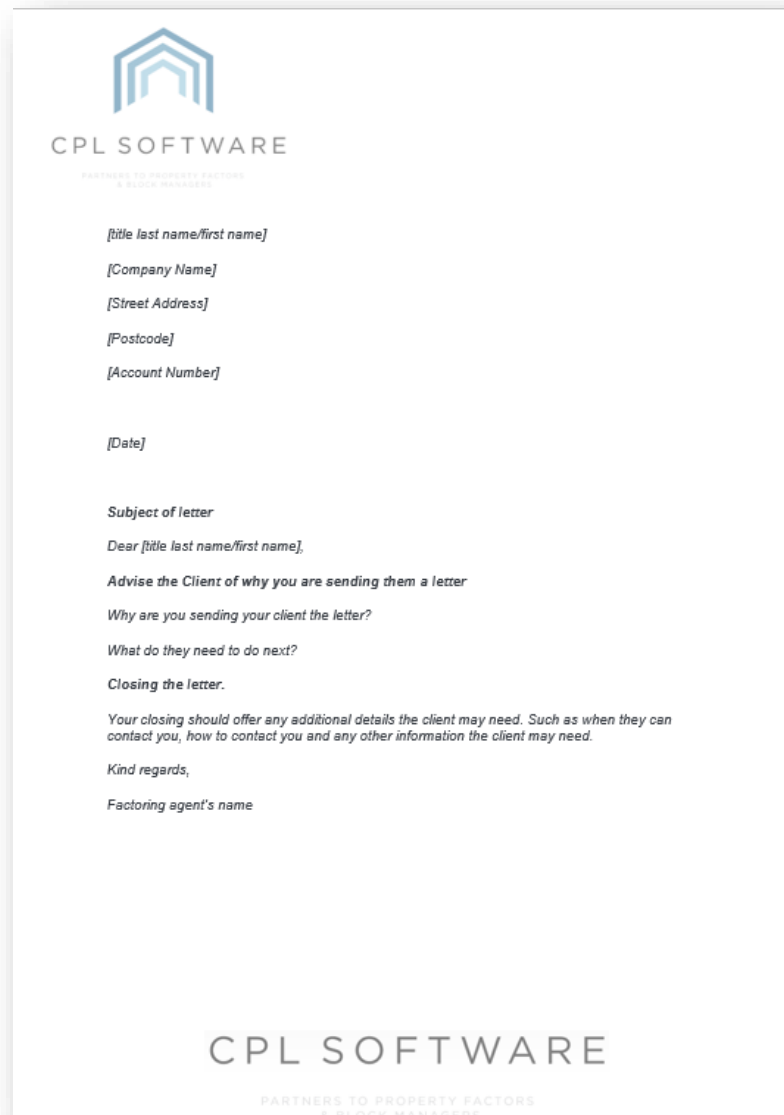 CPL SOFTWARE
PARTNERS TO PROPERTY FACTORS
& BLOCK MANAGERS
[title last name/first name]
[Company Name]
[Street Address]
[Postcode]
[Account Number]
[Date]
Subject of letter
Dear [title last name/first name],
Advise the Client of why you are sending them a letter
Why are you sending your client the letter?
What do they need to do next?
Closing the letter.
Your closing should offer any additional details the client may need. Such as when they can
contact you, how to contact you and any other information the client may need.
Kind regards,
Factoring agent's name
CPL SOFTWARE
PARTNERS TO PROPERTY FACTORS
& BLOCK MANAGERS